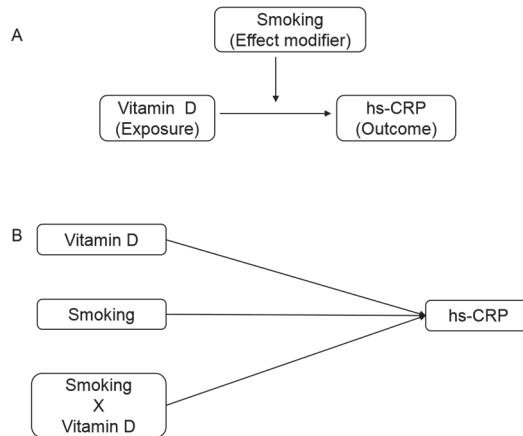 A
Smoking
(Effect modifier)
Vitamin D
(Exposure)
hs-CRP
(Outcome)
B
Vitamin D
Smoking
hs-CRP
Smoking
X
Vitamin D